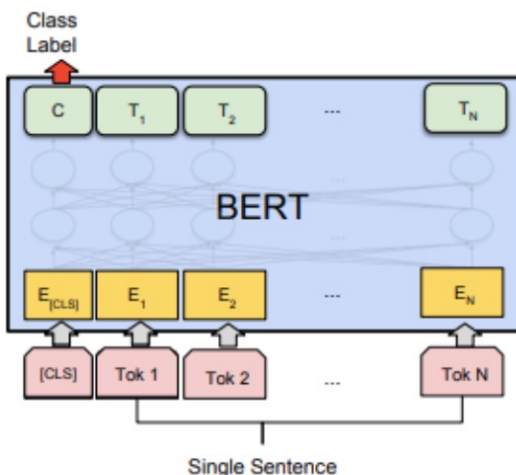 Class
Label
C T1 T2 ... TN
...
BERT
...
E[CLS] E1 E2 ... EN
[CLS] Tok 1 Tok 2 ... Tok N
Single Sentence